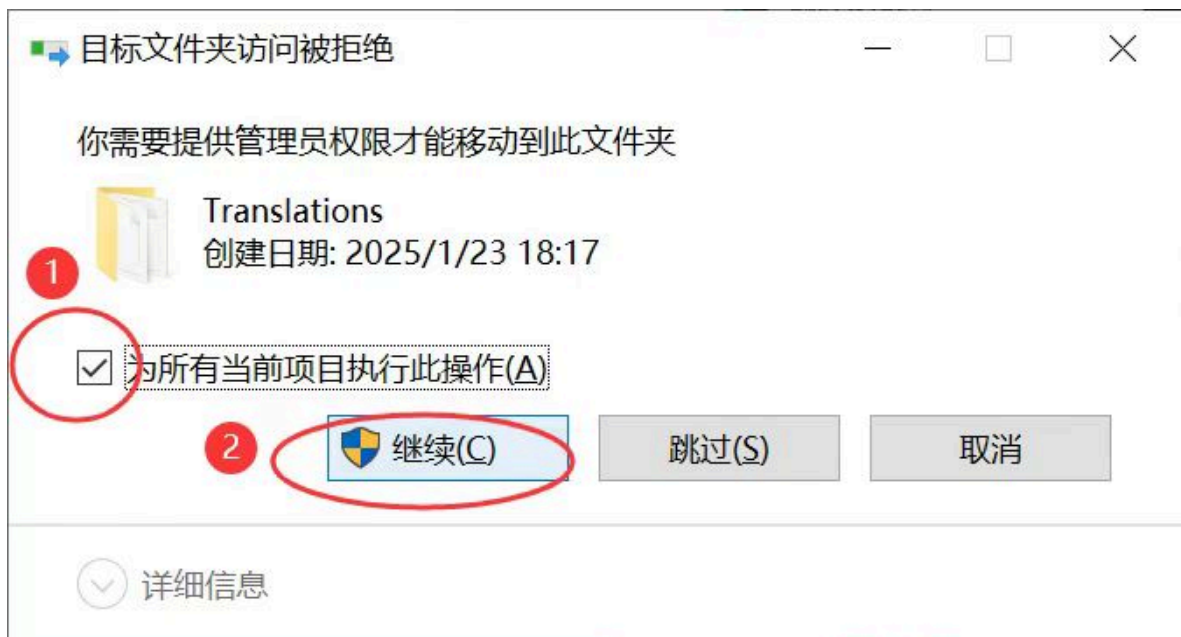 目标文件夹访问被拒绝
你需要提供管理员权限才能移动到此文件夹
Translations
创建日期: 2025/1/23 18:17
1
为所有当前项目执行此操作(A)
2
继续(C) 跳过(S) 取消
详细信息